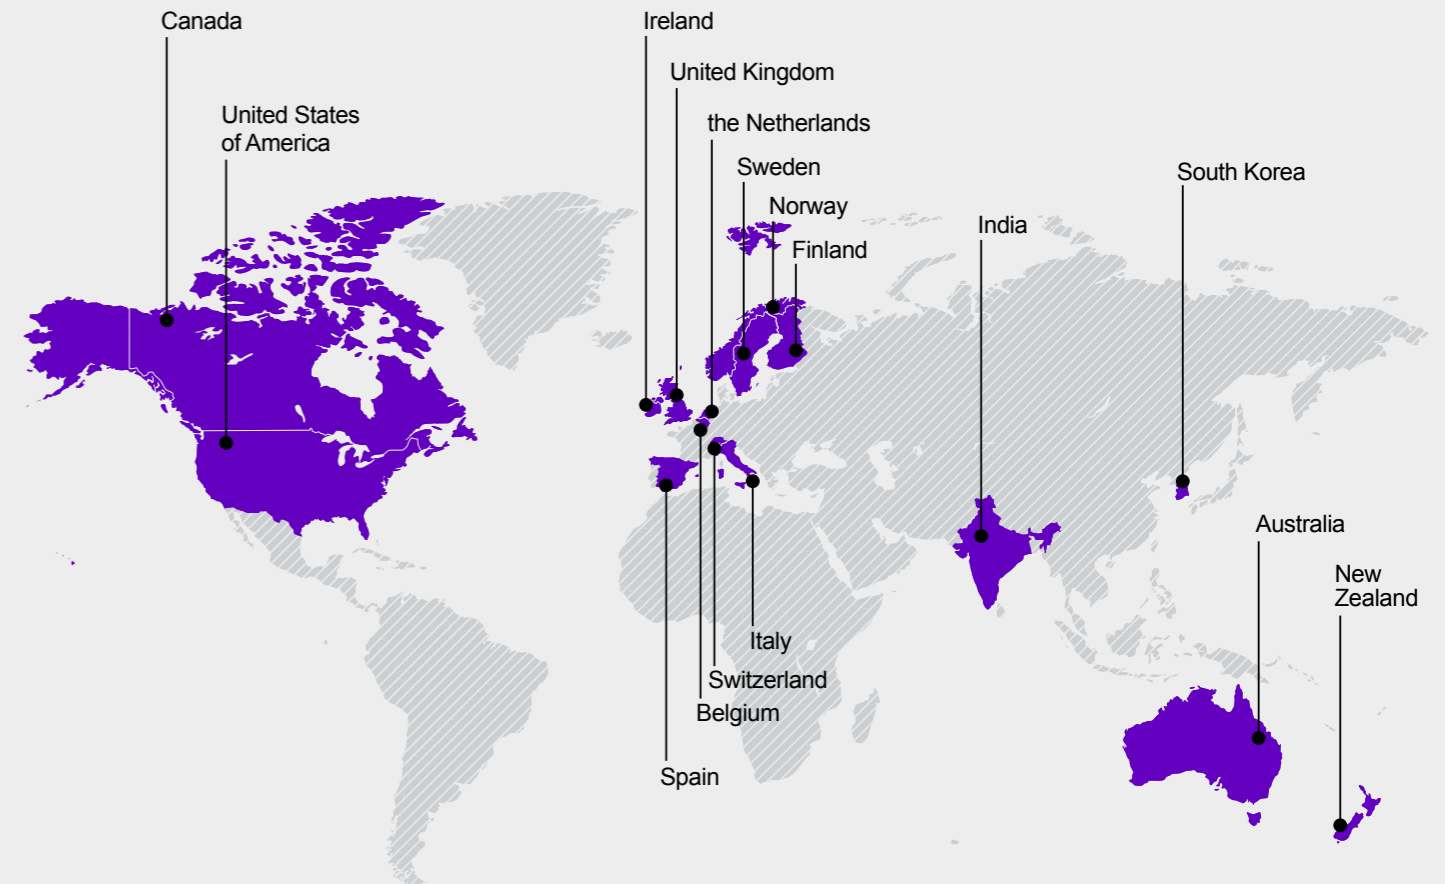 Canada
Ireland
United Kingdom
United States
of America
the Netherlands
Sweden
South Korea
Norway
India
Finland
Australia
New
Zealand
Italy
Switzerland
Belgium
Spain